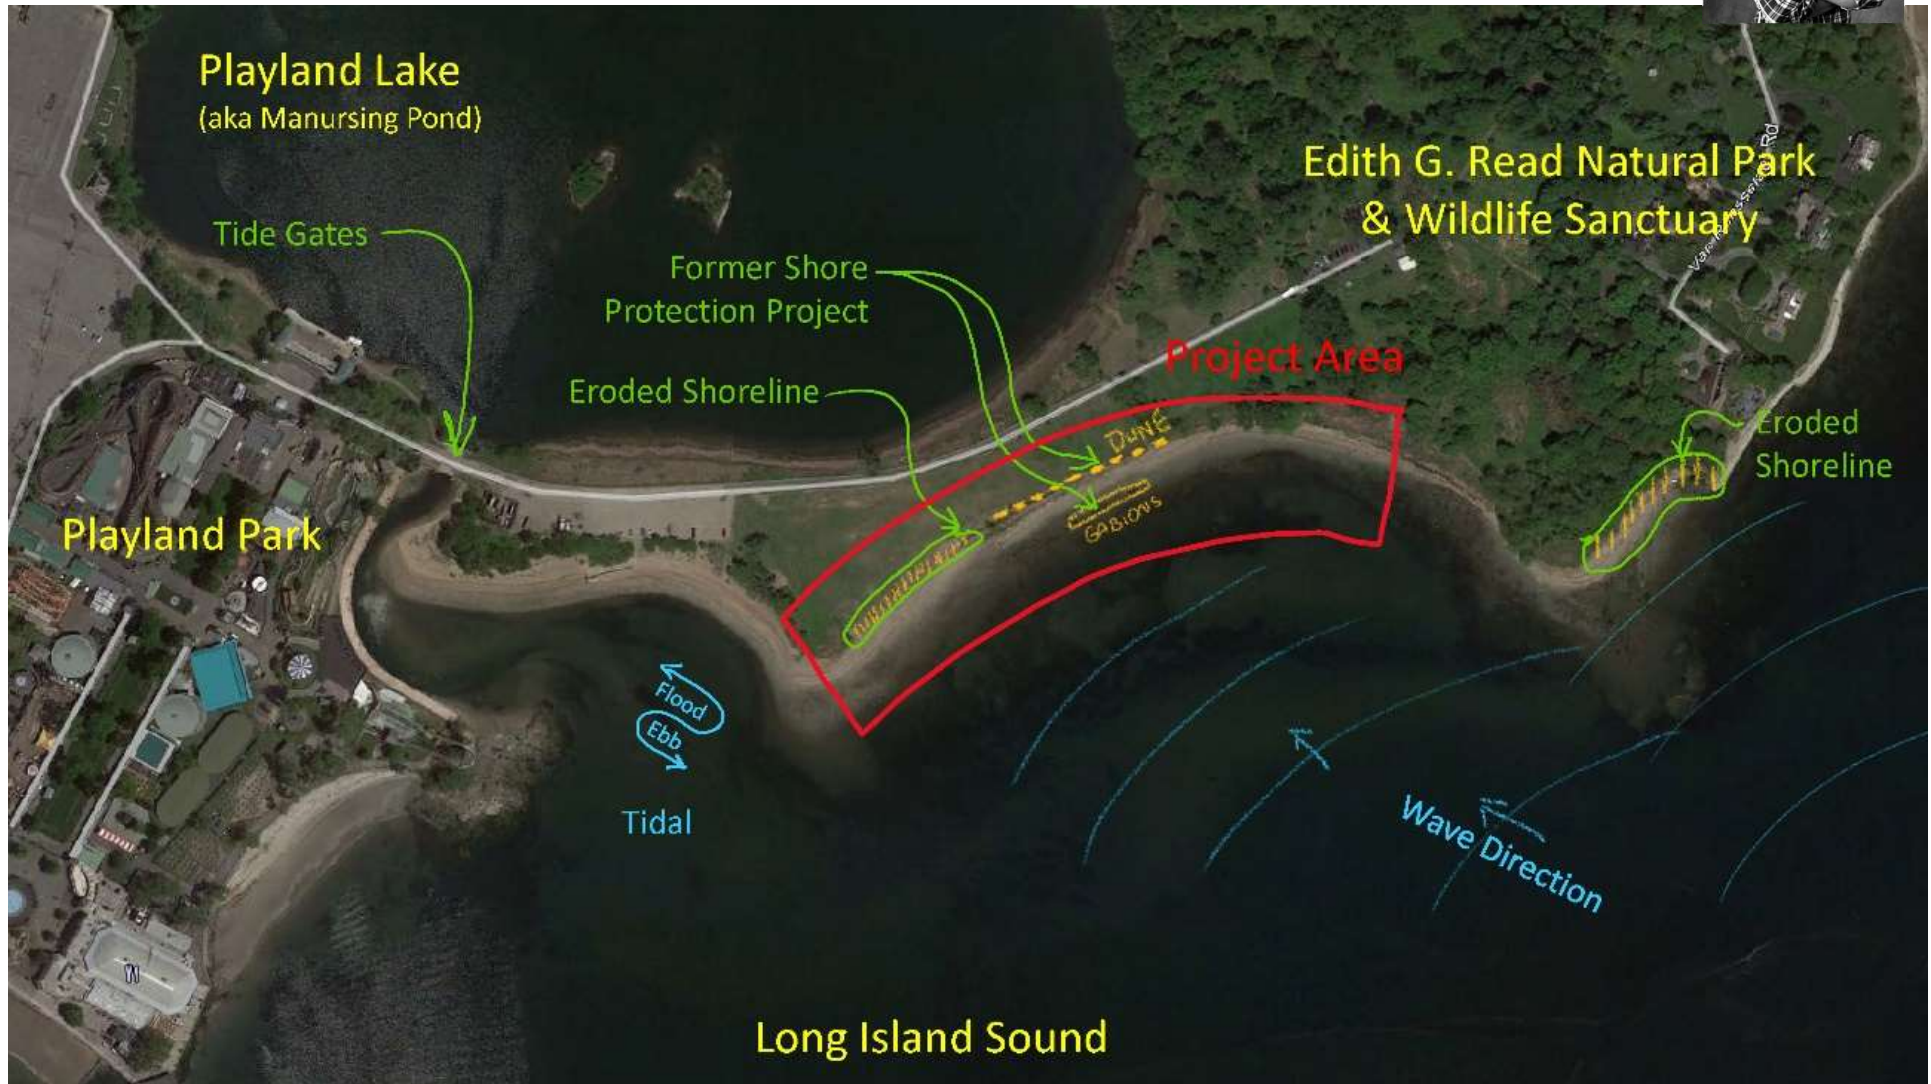 Playland Lake
(aka Manursing Pond)
Edith G. Read Natural Park
& Wildlife Sanctuary
Tide Gates
Former Shore
Protection Project
Project Area
Eroded Shoreline
DUNE
GABIONS
Eroded
Shoreline
Playland Park
Flood
Ebb
Tidal
Wave Direction
Long Island Sound